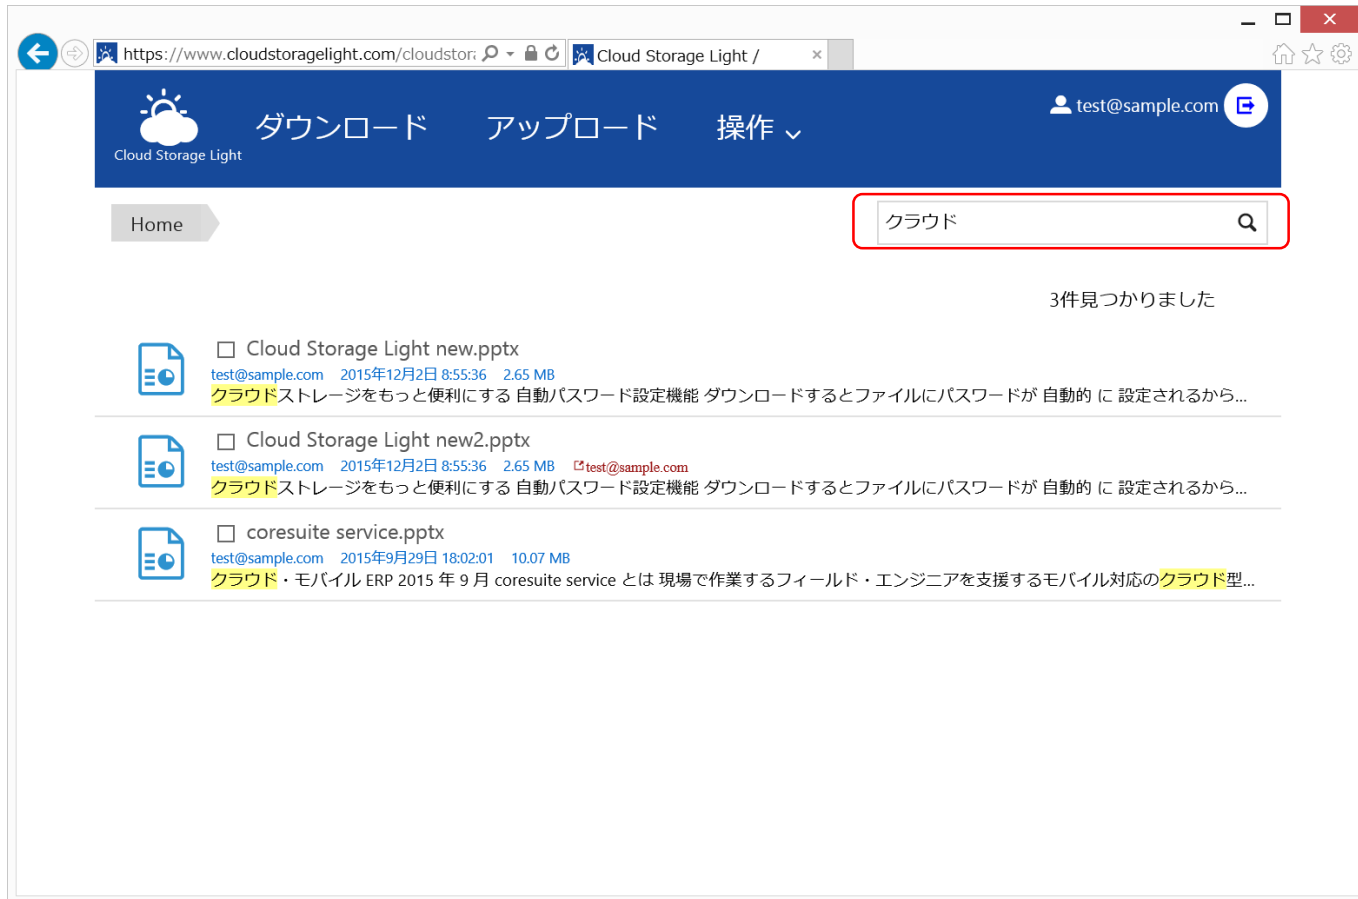 https://www.cloudstoragelight.com/cloudstor
Cloud Storage Light /
ダウンロード アップロード 操作
test@sample.com
Cloud Storage Light
Home
クラウド
3件見つかりました
Cloud Storage Light new.pptx
test@sample.com 2015年12月2日 8:55:36 2.65 MB
クラウドストレージをもっと便利にする 自動パスワード設定機能 ダウンロードするとファイルにパスワードが 自動的 に 設定されるから...
Cloud Storage Light new2.pptx
test@sample.com 2015年12月2日 8:55:36 2.65 MB test@sample.com
クラウドストレージをもっと便利にする 自動パスワード設定機能 ダウンロードするとファイルにパスワードが 自動的 に 設定されるから...
coresuite service.pptx
test@sample.com 2015年9月29日 18:02:01 10.07 MB
クラウド・モバイル ERP 2015 年 9 月 coresuite service とは 現場で作業するフィールド・エンジニアを支援するモバイル対応のクラウド型...